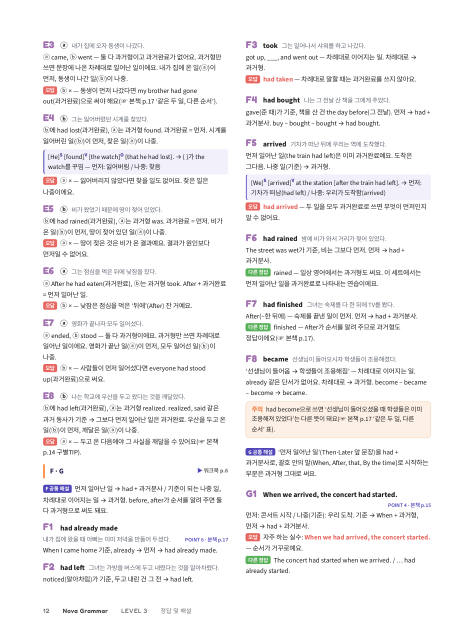 E3 ⓐ 내가 집에 오자 동생이 나갔다.
ⓐ came, ⓑ went — 둘 다 과거형이고 과거완료가 없어요. 과거형만
쓰면 문장에 나온 차례대로 일어난 일이에요. 내가 집에 온 일(ⓐ)이
먼저, 동생이 나간 일(ⓑ)이 나중.
오답 ⓑ × — 동생이 먼저 나갔다면 my brother had gone
out(과거완료)으로 써야 해요(☞ 본책 p.17 ‘같은 두 일, 다른 순서’).
E4 ⓑ 그는 잃어버렸던 시계를 찾았다.
ⓑ에 had lost(과거완료), ⓐ는 과거형 found. 과거완료 = 먼저. 시계를
잃어버린 일(ⓑ)이 먼저, 찾은 일(ⓐ)이 나중.
[He]S [found]V [the watch]O (that he had lost). → ( )가 the
watch를 꾸밈 — 먼저: 잃어버림 / 나중: 찾음
오답 ⓐ × — 잃어버리지 않았다면 찾을 일도 없어요. 찾은 일은
나중이에요.
E5 ⓑ 비가 왔었기 때문에 땅이 젖어 있었다.
ⓑ에 had rained(과거완료), ⓐ는 과거형 was. 과거완료 = 먼저. 비가
온 일(ⓑ)이 먼저, 땅이 젖어 있던 일(ⓐ)이 나중.
오답 ⓐ × — 땅이 젖은 것은 비가 온 결과예요. 결과가 원인보다
먼저일 수 없어요.
E6 ⓐ 그는 점심을 먹은 뒤에 낮잠을 잤다.
ⓐ After he had eaten(과거완료), ⓑ는 과거형 took. After + 과거완료
= 먼저 일어난 일.
오답 ⓑ × — 낮잠은 점심을 먹은 ‘뒤에’(After) 잔 거예요.
E7 ⓐ 영화가 끝나자 모두 일어섰다.
ⓐ ended, ⓑ stood — 둘 다 과거형이에요. 과거형만 쓰면 차례대로
일어난 일이에요. 영화가 끝난 일(ⓐ)이 먼저, 모두 일어선 일(ⓑ)이
나중.
오답 ⓑ × — 사람들이 먼저 일어섰다면 everyone had stood
up(과거완료)으로 써요.
E8 ⓑ 나는 학교에 우산을 두고 왔다는 것을 깨달았다.
ⓑ에 had left(과거완료), ⓐ는 과거형 realized. realized, said 같은
과거 동사가 기준 → 그보다 먼저 일어난 일은 과거완료. 우산을 두고 온
일(ⓑ)이 먼저, 깨달은 일(ⓐ)이 나중.
오답 ⓐ × — 두고 온 다음에야 그 사실을 깨달을 수 있어요(☞ 본책
p.14 구별TIP).
F · G ▶ 워크북 p.6
F 공통 해설 먼저 일어난 일 → had + 과거분사 / 기준이 되는 나중 일,
차례대로 이어지는 일 → 과거형. before, after가 순서를 알려 주면 둘
다 과거형으로 써도 돼요.
F1 had already made
내가 집에 왔을 때 아빠는 이미 저녁을 만들어 두셨다. POINT 5 · 본책 p.17
When I came home 기준, already → 먼저 → had already made.
F2 had left 그녀는 가방을 버스에 두고 내렸다는 것을 알아차렸다.
noticed(알아차림)가 기준, 두고 내린 건 그 전 → had left.
F3 took 그는 일어나서 샤워를 하고 나갔다.
got up, ___, and went out — 차례대로 이어지는 일. 차례대로 →
과거형.
오답 had taken — 차례대로 말할 때는 과거완료를 쓰지 않아요.
F4 had bought 나는 그 전날 산 책을 그에게 주었다.
gave(준 때)가 기준, 책을 산 건 the day before(그 전날). 먼저 → had +
과거분사. buy – bought – bought → had bought.
F5 arrived 기차가 떠난 뒤에 우리는 역에 도착했다.
먼저 일어난 일(the train had left)은 이미 과거완료예요. 도착은
그다음. 나중 일(기준) → 과거형.
[We]S [arrived]V at the station (after the train had left). → 먼저:
기차가 떠남(had left) / 나중: 우리가 도착함(arrived)
오답 had arrived — 두 일을 모두 과거완료로 쓰면 무엇이 먼저인지
알 수 없어요.
F6 had rained 밤에 비가 와서 거리가 젖어 있었다.
The street was wet가 기준, 비는 그보다 먼저. 먼저 → had +
과거분사.
다른 정답 rained — 일상 영어에서는 과거형도 써요. 이 세트에서는
먼저 일어난 일을 과거완료로 나타내는 연습이에요.
F7 had finished 그녀는 숙제를 다 한 뒤에 TV를 봤다.
After(~한 뒤에) — 숙제를 끝낸 일이 먼저. 먼저 → had + 과거분사.
다른 정답 finished — After가 순서를 알려 주므로 과거형도
정답이에요(☞ 본책 p.17).
F8 became 선생님이 들어오시자 학생들이 조용해졌다.
‘선생님이 들어옴 → 학생들이 조용해짐’ — 차례대로 이어지는 일.
already 같은 단서가 없어요. 차례대로 → 과거형. become – became
– become → became.
주의 had become으로 쓰면 ‘선생님이 들어오셨을 때 학생들은 이미
조용해져 있었다’는 다른 뜻이 돼요(☞ 본책 p.17 ‘같은 두 일, 다른
순서’ 표).
G 공통 해설 ‘먼저 일어난 일’(Then-Later 앞 문장)을 had +
과거분사로, 괄호 안의 말(When, After, that, By the time)로 시작하는
부분은 과거형 그대로 써요.
G1 When we arrived, the concert had started.
POINT 4 · 본책 p.15
먼저: 콘서트 시작 / 나중(기준): 우리 도착. 기준 → When + 과거형,
먼저 → had + 과거분사.
오답 자주 하는 실수: When we had arrived, the concert started.
— 순서가 거꾸로예요.
다른 정답 The concert had started when we arrived. / … had
already started.
12 Nova Grammar LEVEL 3 정답 및 해설